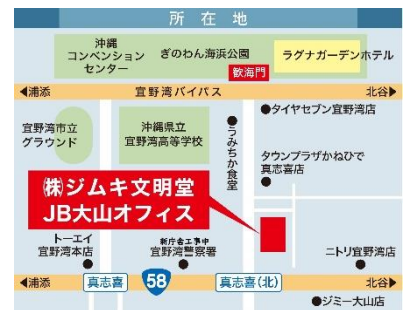 所在地
沖縄
コンベンション
センター
ぎのわん海浜公園
歓海門
ラグナガーデンホテル
◀浦添
宜野湾バイパス
北谷▶
●タイヤセブン宜野湾店
宜野湾市立
グラウンド
沖縄県立
宜野湾高等学校
●うみちか食堂
タウンプラザかねひで
真志喜店
●
㈱ジムキ文明堂
JB大山オフィス
トーエイ
宜野湾本店
●
新庁舎工事中
宜野湾警察署
●
ニトリ宜野湾店
●
◀浦添
真志喜
58
真志喜(北)
北谷▶
●ジミー大山店